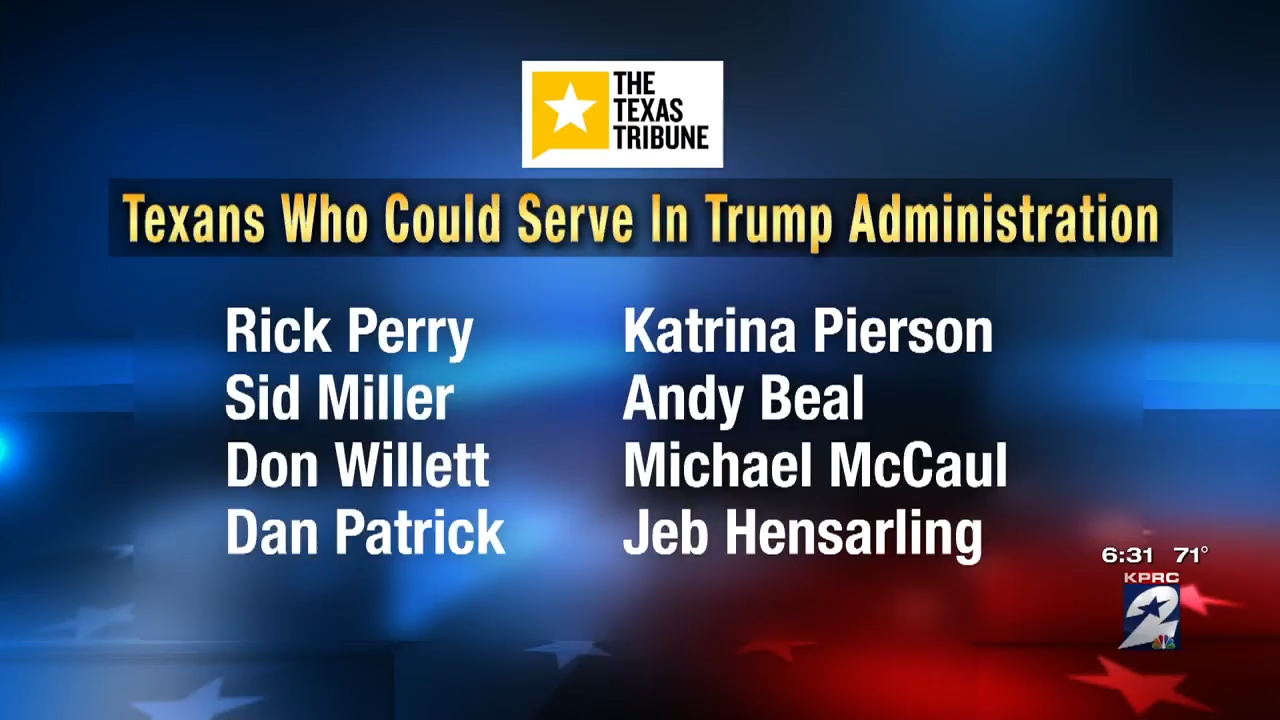 THE
TEXAS
TRIBUNE
Texans Who Could Serve In Trump Administration
Rick Perry
Sid Miller
Don Willett
Dan Patrick
Katrina Pierson
Andy Beal
Michael McCaul
Jeb Hensarling
6:31 71°
KPRC
2